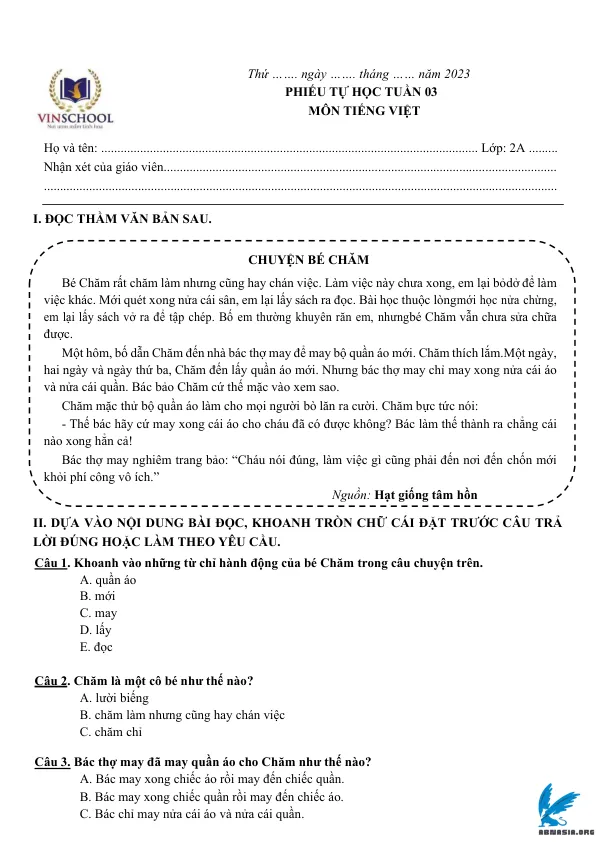 Thứ ……. ngày ……. tháng …… năm 2023
PHIẾU TỰ HỌC TUẦN 03
MÔN TIẾNG VIỆT
VINSCHOOL
Nơi ươm mầm tinh hoa
Họ và tên: .................................................................................................................... Lớp: 2A .........
Nhận xét của giáo viên.........................................................................................................................
..............................................................................................................................................................
I. ĐỌC THẦM VĂN BẢN SAU.
CHUYỆN BÉ CHĂM
Bé Chăm rất chăm làm nhưng cũng hay chán việc. Làm việc này chưa xong, em lại bỏdở để làm
việc khác. Mới quét xong nửa cái sân, em lại lấy sách ra đọc. Bài học thuộc lòngmới học nửa chừng,
em lại lấy sách vở ra để tập chép. Bố em thường khuyên răn em, nhưngbé Chăm vẫn chưa sửa chữa
được.
Một hôm, bố dẫn Chăm đến nhà bác thợ may để may bộ quần áo mới. Chăm thích lắm.Một ngày,
hai ngày và ngày thứ ba, Chăm đến lấy quần áo mới. Nhưng bác thợ may chỉ may xong nửa cái áo
và nửa cái quần. Bác bảo Chăm cứ thế mặc vào xem sao.
Chăm mặc thử bộ quần áo làm cho mọi người bò lăn ra cười. Chăm bực tức nói:
- Thế bác hãy cứ may xong cái áo cho cháu đã có được không? Bác làm thế thành ra chẳng cái
nào xong hẳn cả!
Bác thợ may nghiêm trang bảo: “Cháu nói đúng, làm việc gì cũng phải đến nơi đến chốn mới
khỏi phí công vô ích.”
Nguồn: Hạt giống tâm hồn
II. DỰA VÀO NỘI DUNG BÀI ĐỌC, KHOANH TRÒN CHỮ CÁI ĐẶT TRƯỚC CÂU TRẢ
LỜI ĐÚNG HOẶC LÀM THEO YÊU CẦU.
Câu 1. Khoanh vào những từ chỉ hành động của bé Chăm trong câu chuyện trên.
A. quần áo
B. mới
C. may
D. lấy
E. đọc
Câu 2. Chăm là một cô bé như thế nào?
A. lười biếng
B. chăm làm nhưng cũng hay chán việc
C. chăm chỉ
Câu 3. Bác thợ may đã may quần áo cho Chăm như thế nào?
A. Bác may xong chiếc áo rồi may đến chiếc quần.
B. Bác may xong chiếc quần rồi may đến chiếc áo.
C. Bác chỉ may nửa cái áo và nửa cái quần.
ABNASIA.ORG